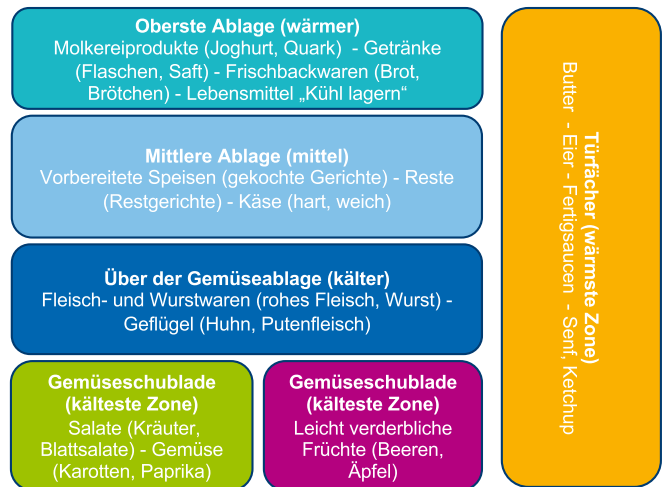 Oberste Ablage (wärmer)
Molkereiprodukte (Joghurt, Quark)  - Getränke
(Flaschen, Saft) - Frischbackwaren (Brot,
Brötchen) - Lebensmittel „Kühl lagern“
Mittlere Ablage (mittel)
Vorbereitete Speisen (gekochte Gerichte) - Reste
(Restgerichte) - Käse (hart, weich)
Über der Gemüseablage (kälter)
Fleisch- und Wurstwaren (rohes Fleisch, Wurst) -
Geflügel (Huhn, Putenfleisch)
Gemüseschublade
(kälteste Zone)
Salate (Kräuter,
Blattsalate) - Gemüse
(Karotten, Paprika)
Gemüseschublade
(kälteste Zone)
Leicht verderbliche
Früchte (Beeren,
Äpfel)
Türfächer (wärmste Zone)
Butter  - Eier - Fertigsaucen  - Senf, Ketchup